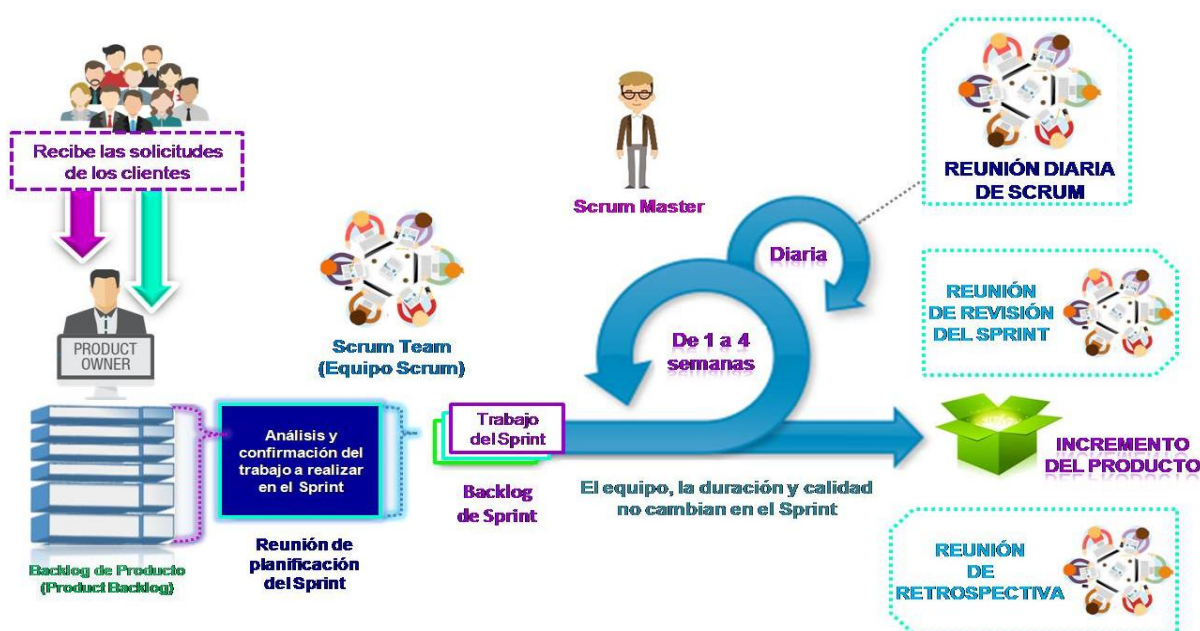 Recibe las solicitudes
de los clientes
PRODUCT
OWNER
Backlog de Producto
(Product Backlog)
Análisis y
confirmación del
trabajo a realizar
en el Sprint
Reunión de
planificación
del Sprint
Scrum Team
(Equipo Scrum)
Trabajo
del Sprint
Backlog
de Sprint
Scrum Master
Diaria
De 1 a 4
semanas
El equipo, la duración y calidad
no cambian en el Sprint
REUNIÓN DIARIA
DE SCRUM
REUNIÓN
DE REVISIÓN
DEL SPRINT
INCREMENTO
DEL PRODUCTO
REUNIÓN
DE
RETROSPECTIVA